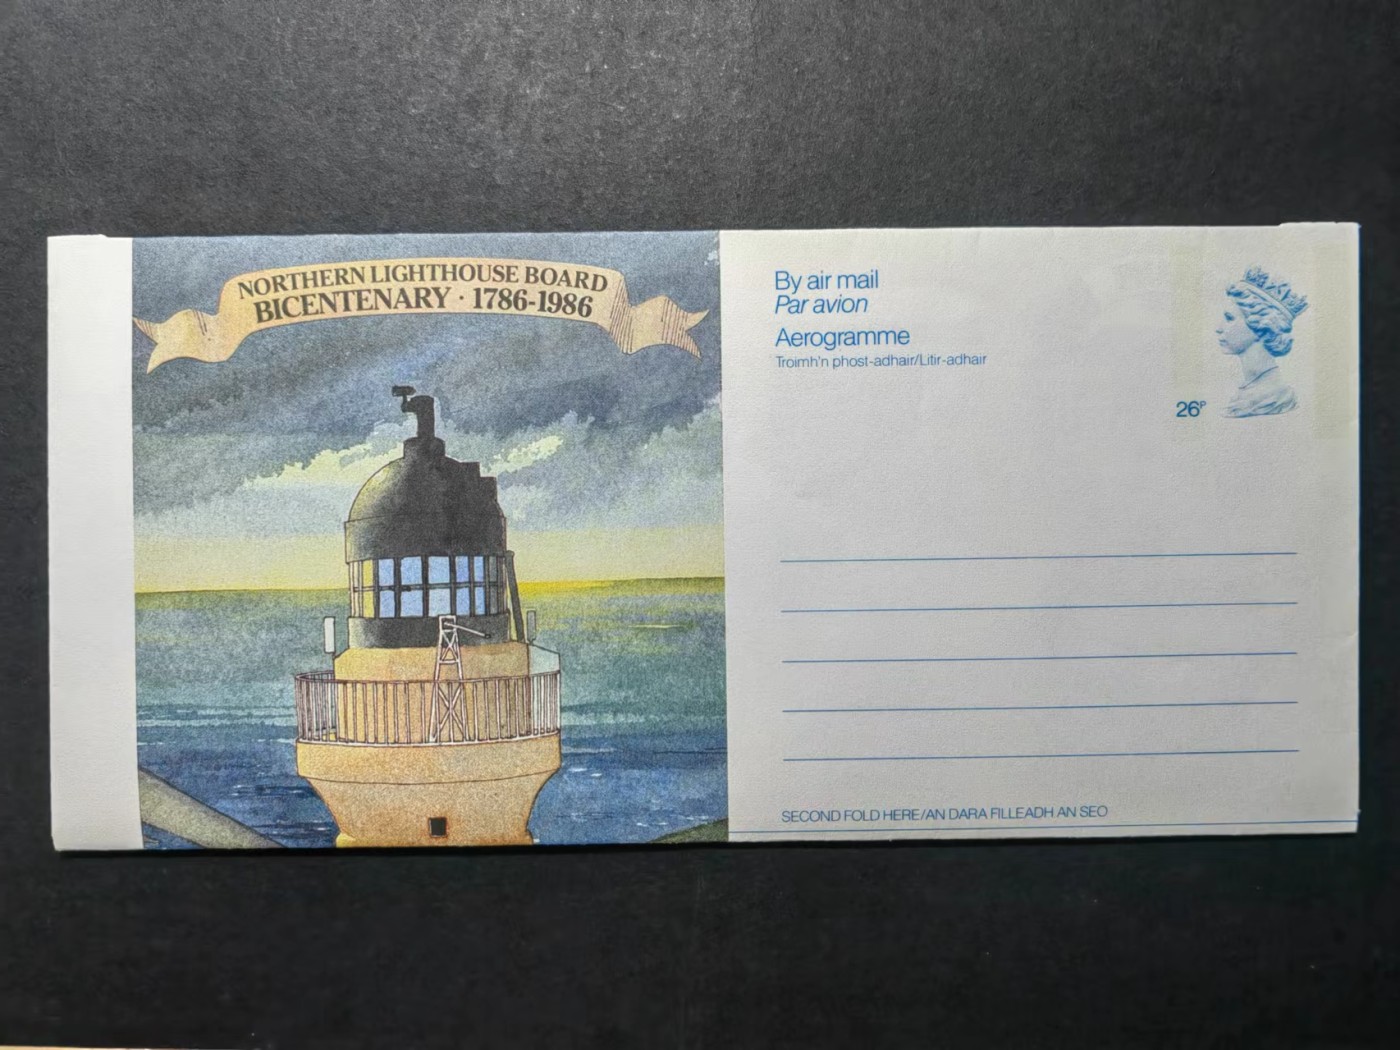 NORTHERN LIGHTHOUSE BOARD
BICENTENARY · 1786-1986
By air mail
Par avion
Aerogramme
Troimh'n phost-adhair/Litir-adhair
26P
SECOND FOLD HERE/AN DARA FILLEADH AN SEO